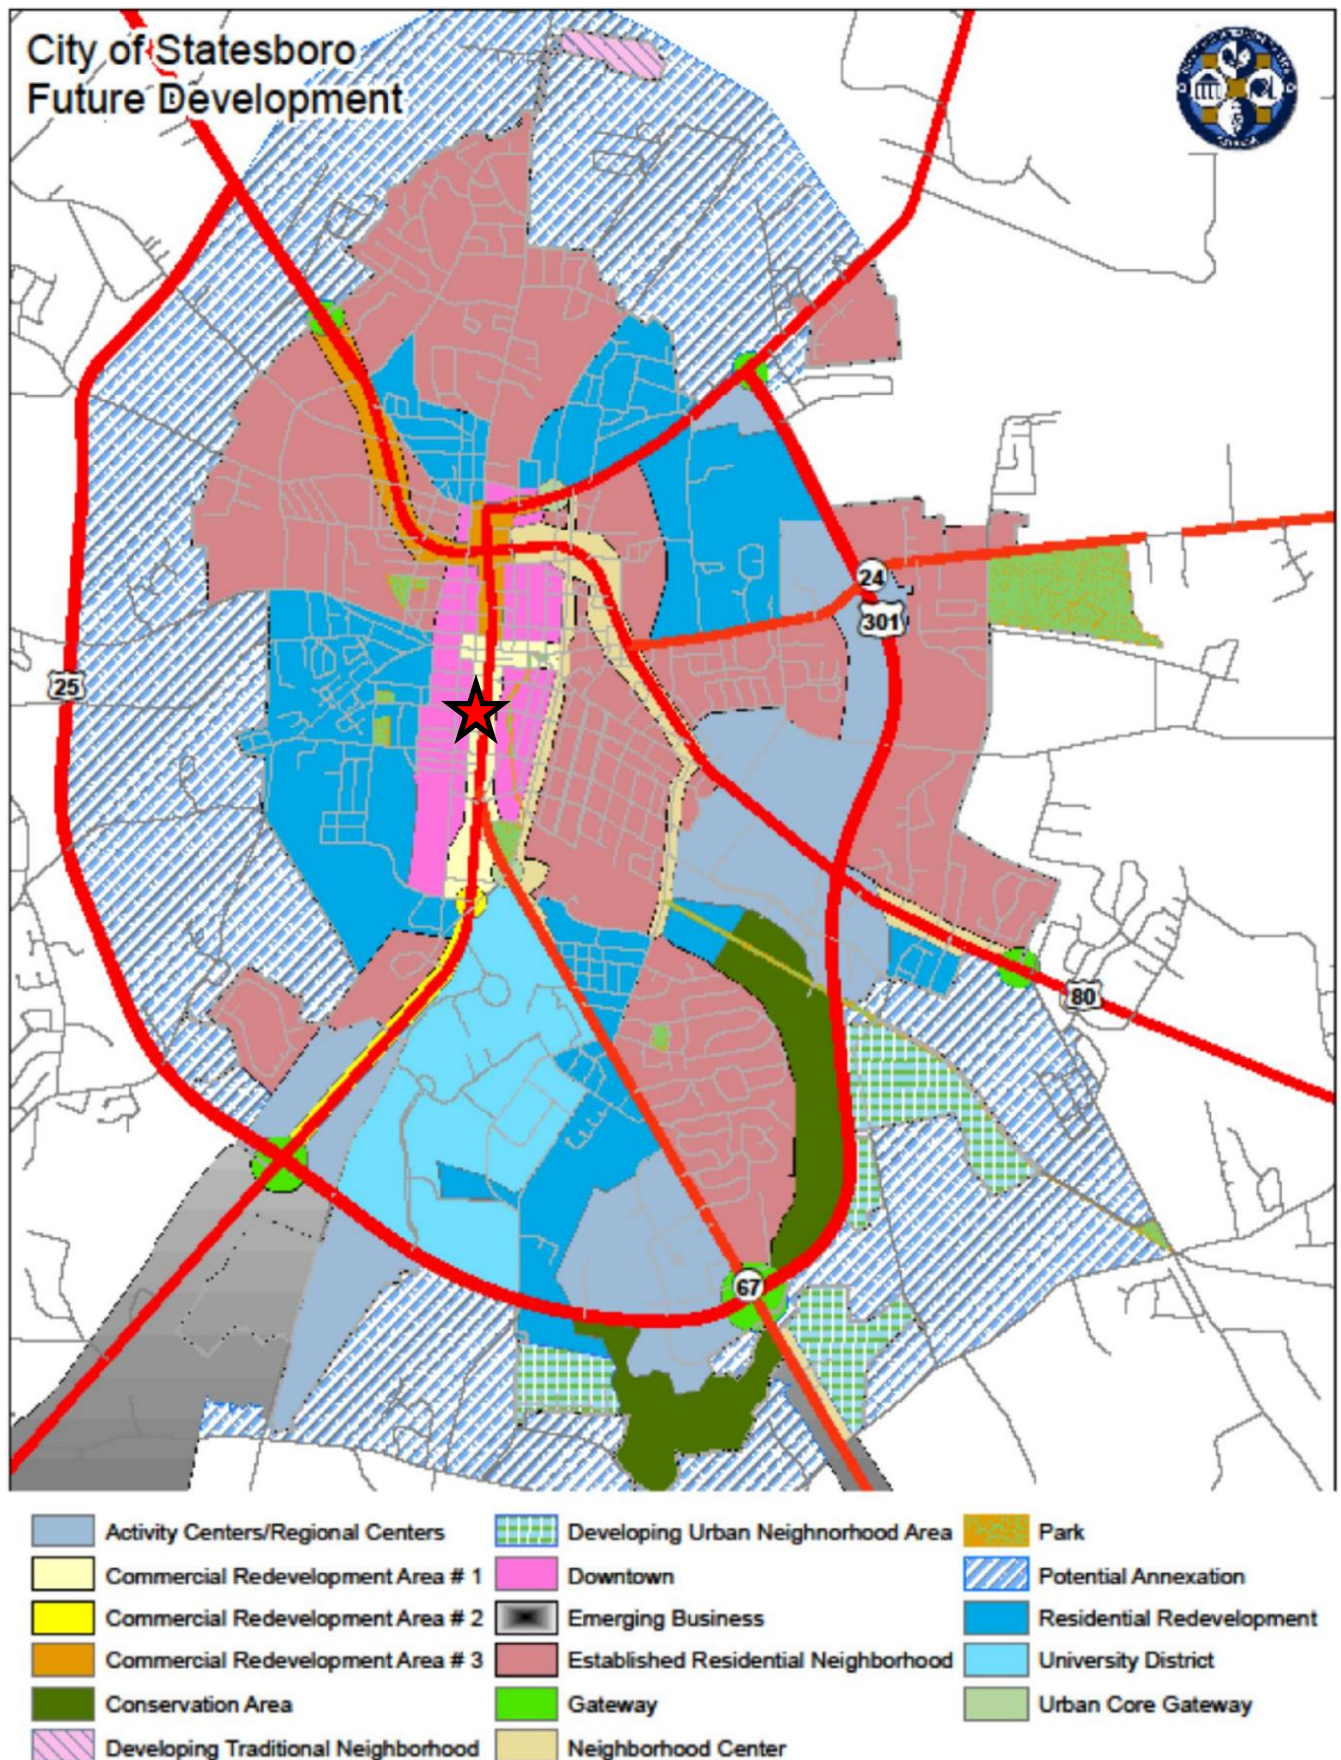 City of Statesboro
Future Development
24
301
25
80
67
Activity Centers/Regional Centers
Commercial Redevelopment Area # 1
Commercial Redevelopment Area # 2
Commercial Redevelopment Area # 3
Conservation Area
Developing Traditional Neighborhood
Developing Urban Neighnorhood Area
Downtown
Emerging Business
Established Residential Neighborhood
Gateway
Neighborhood Center
Park
Potential Annexation
Residential Redevelopment
University District
Urban Core Gateway